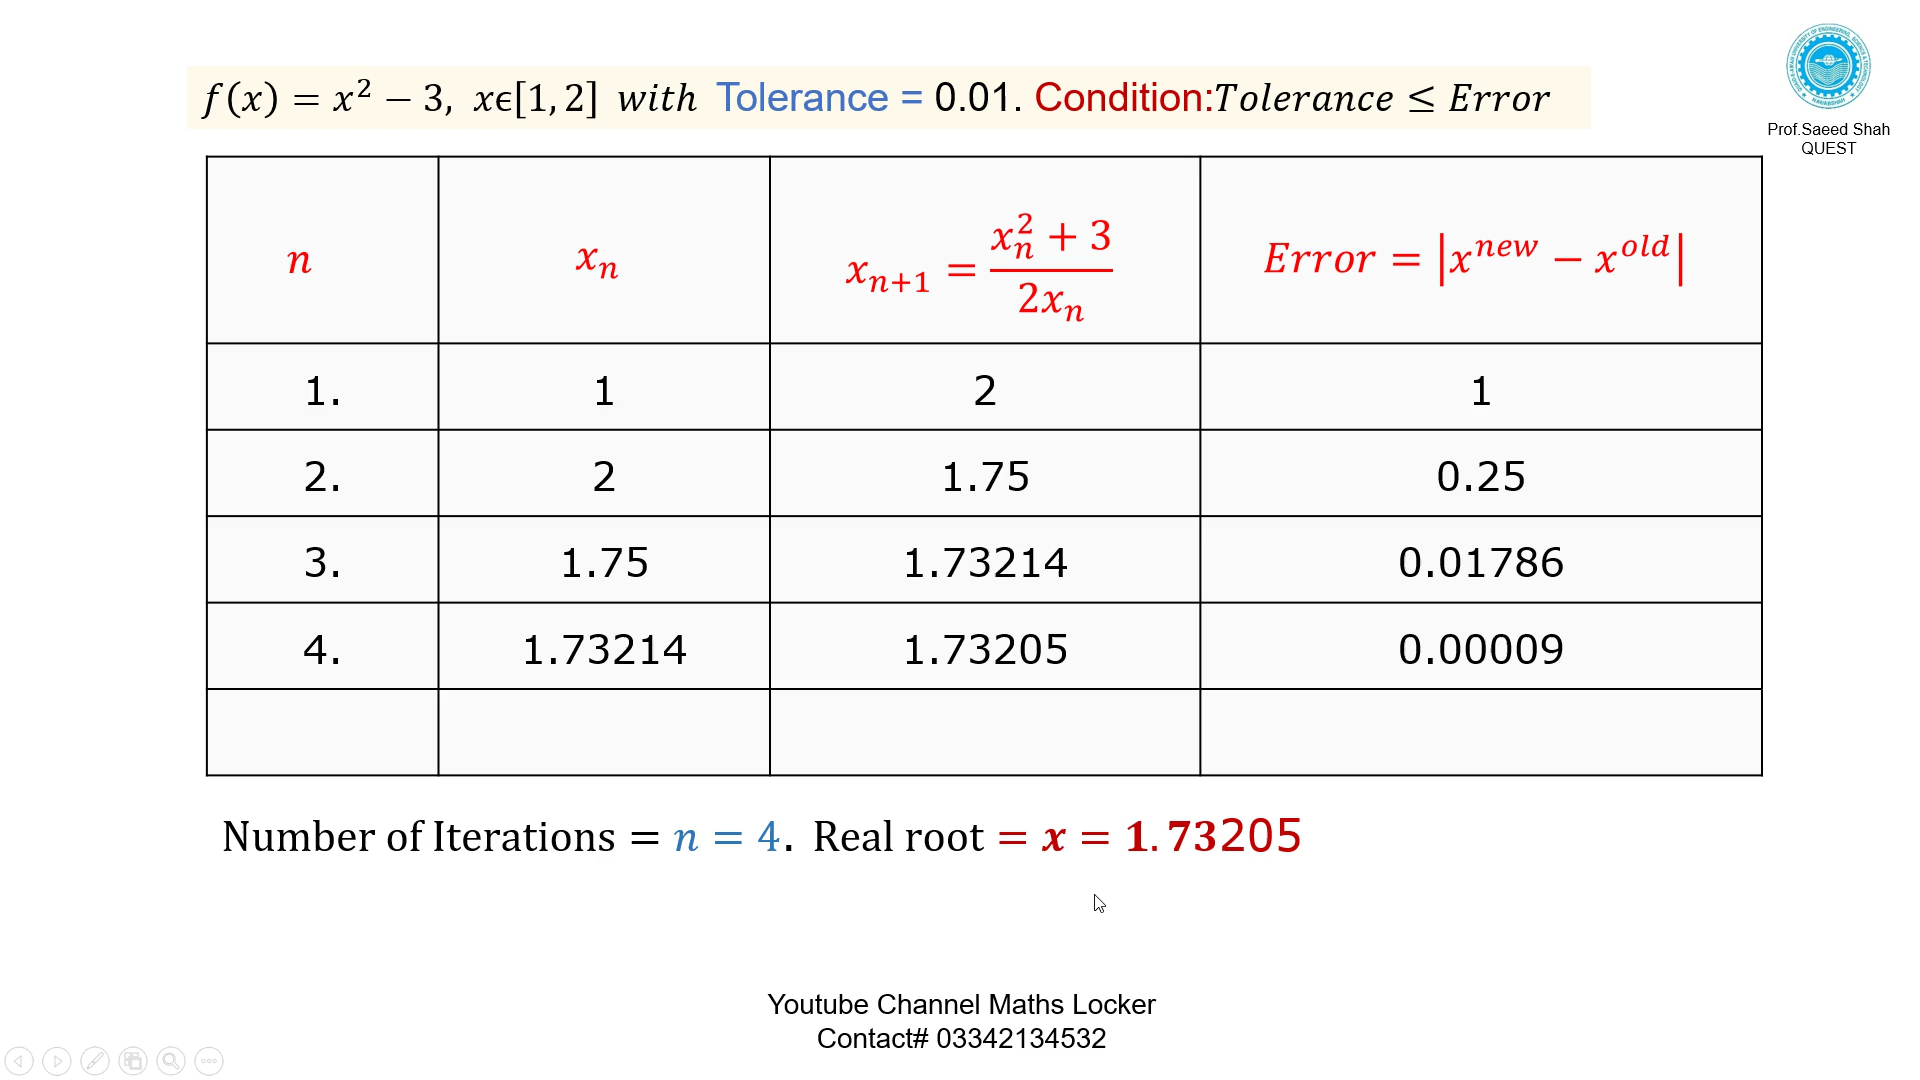 f(x) = x² − 3, xϵ[1, 2] with Tolerance = 0.01. Condition:Tolerance ≤ Error
Prof.Saeed Shah
QUEST
n xₙ xₙ₊₁ = (xₙ² + 3)/(2xₙ) Error = |xⁿᵉʷ − xᵒˡᵈ|
1. 1 2 1
2. 2 1.75 0.25
3. 1.75 1.73214 0.01786
4. 1.73214 1.73205 0.00009
Number of Iterations = n = 4. Real root = x = 1.73205
Youtube Channel Maths Locker
Contact# 03342134532